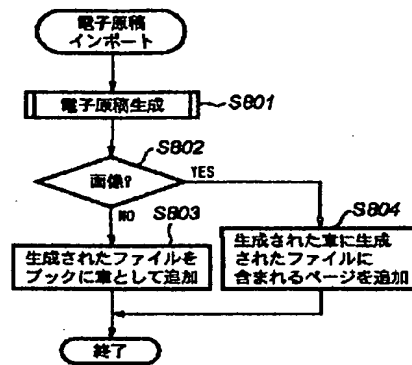 電子原稿
インポート
電子原稿生成
S801
S802
画像?
YES
NO
S803
生成されたファイルを
ブックに章として追加
S804
生成された章に生成
されたファイルに
含まれるページを追加
終了